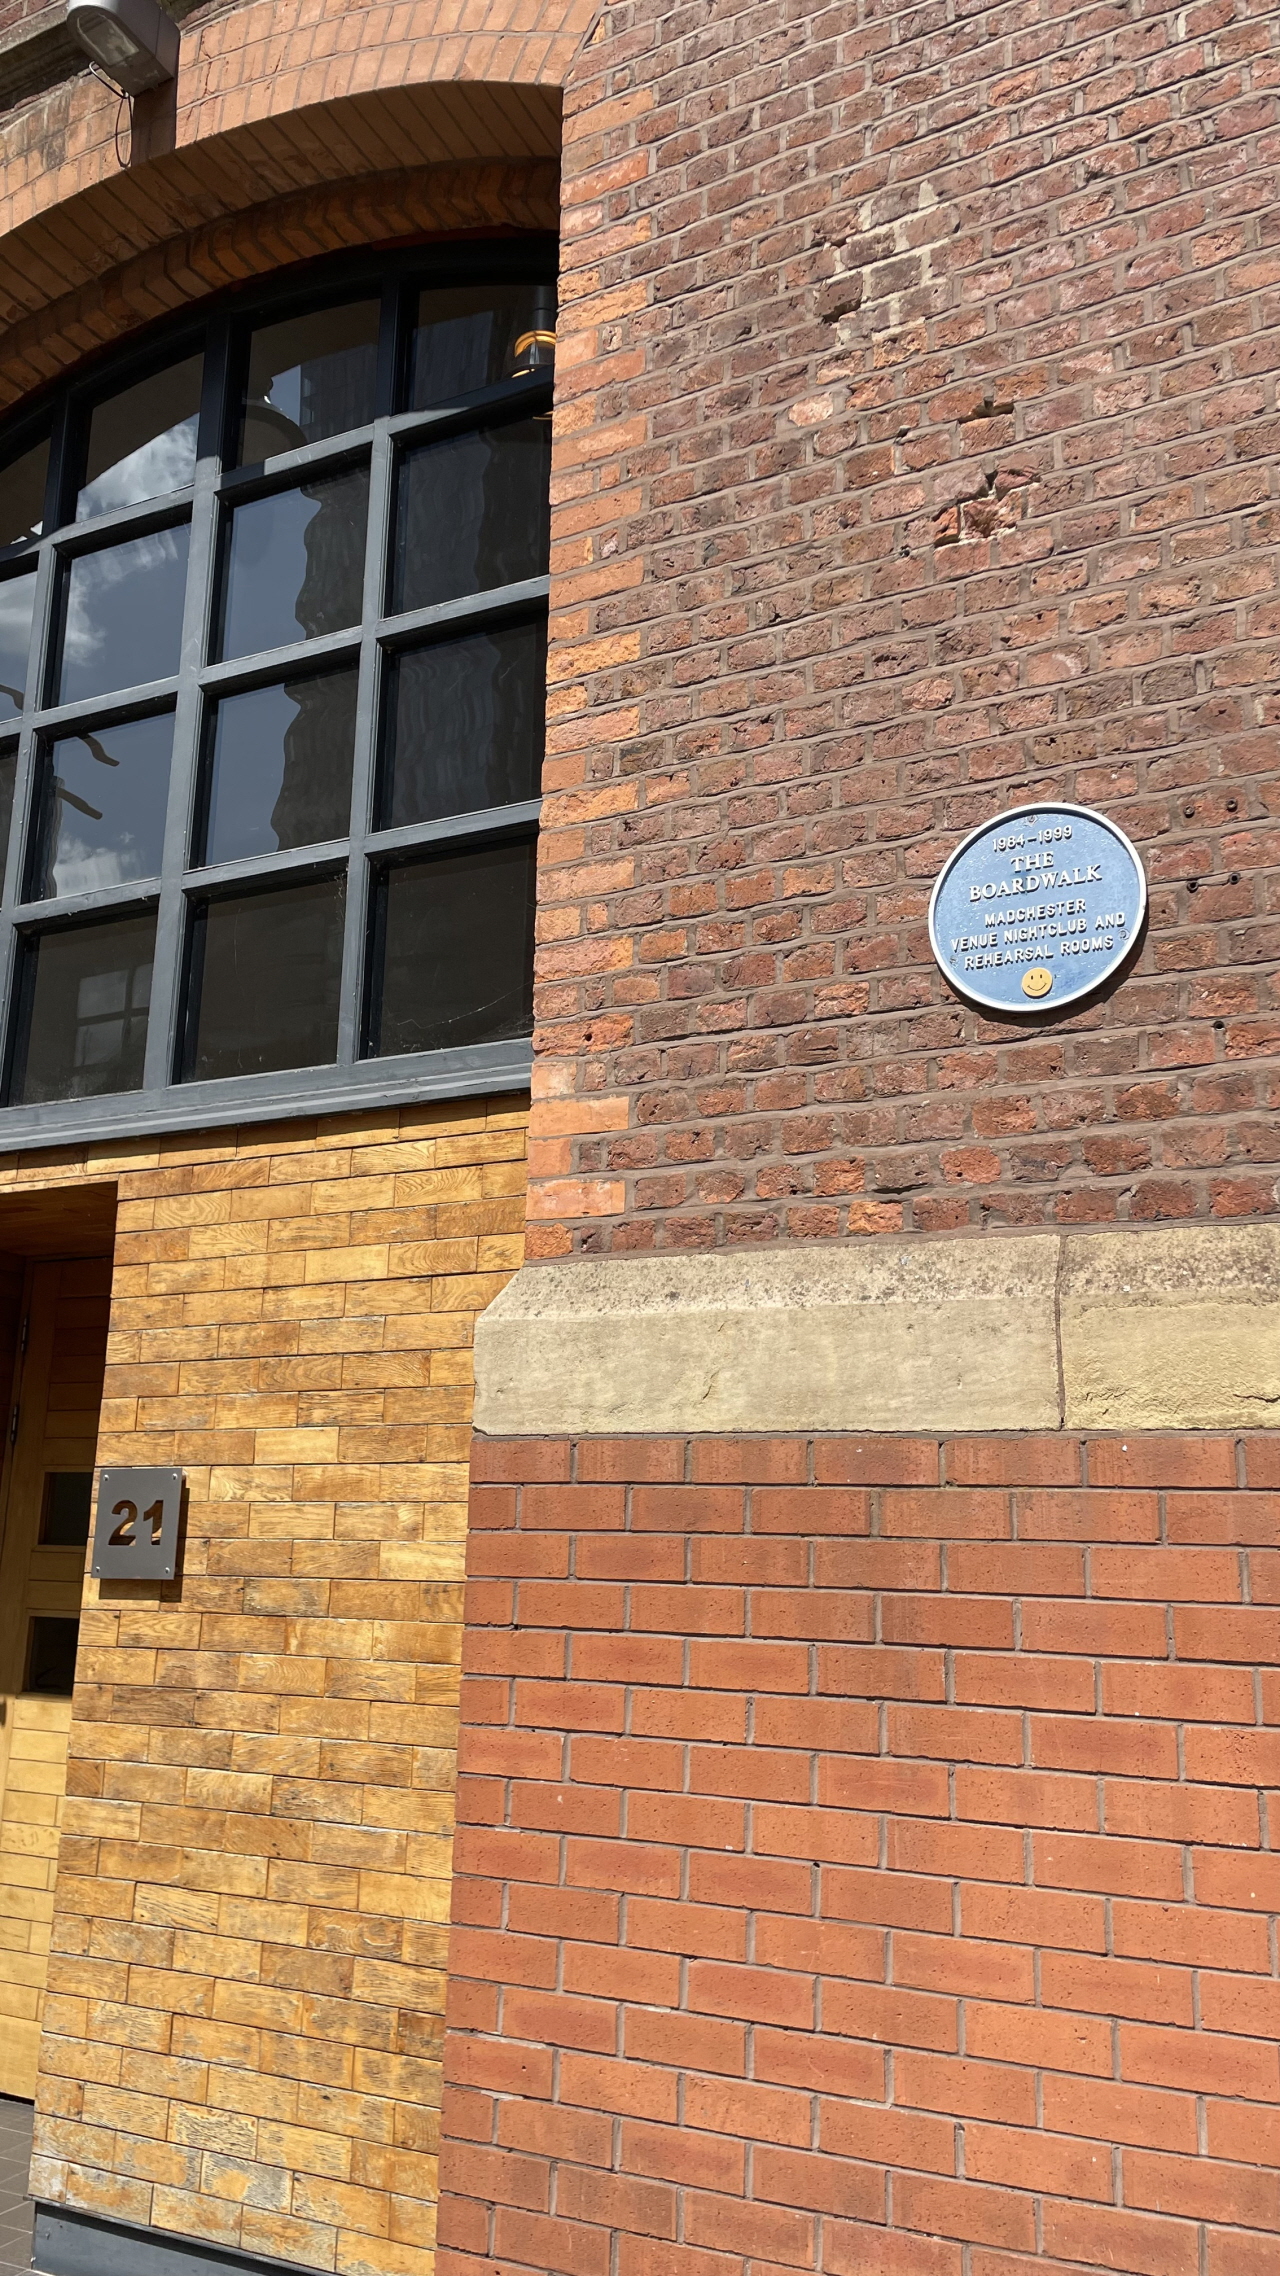 1984–1999
THE
BOARDWALK
MADCHESTER
VENUE NIGHTCLUB AND
REHEARSAL ROOMS
21